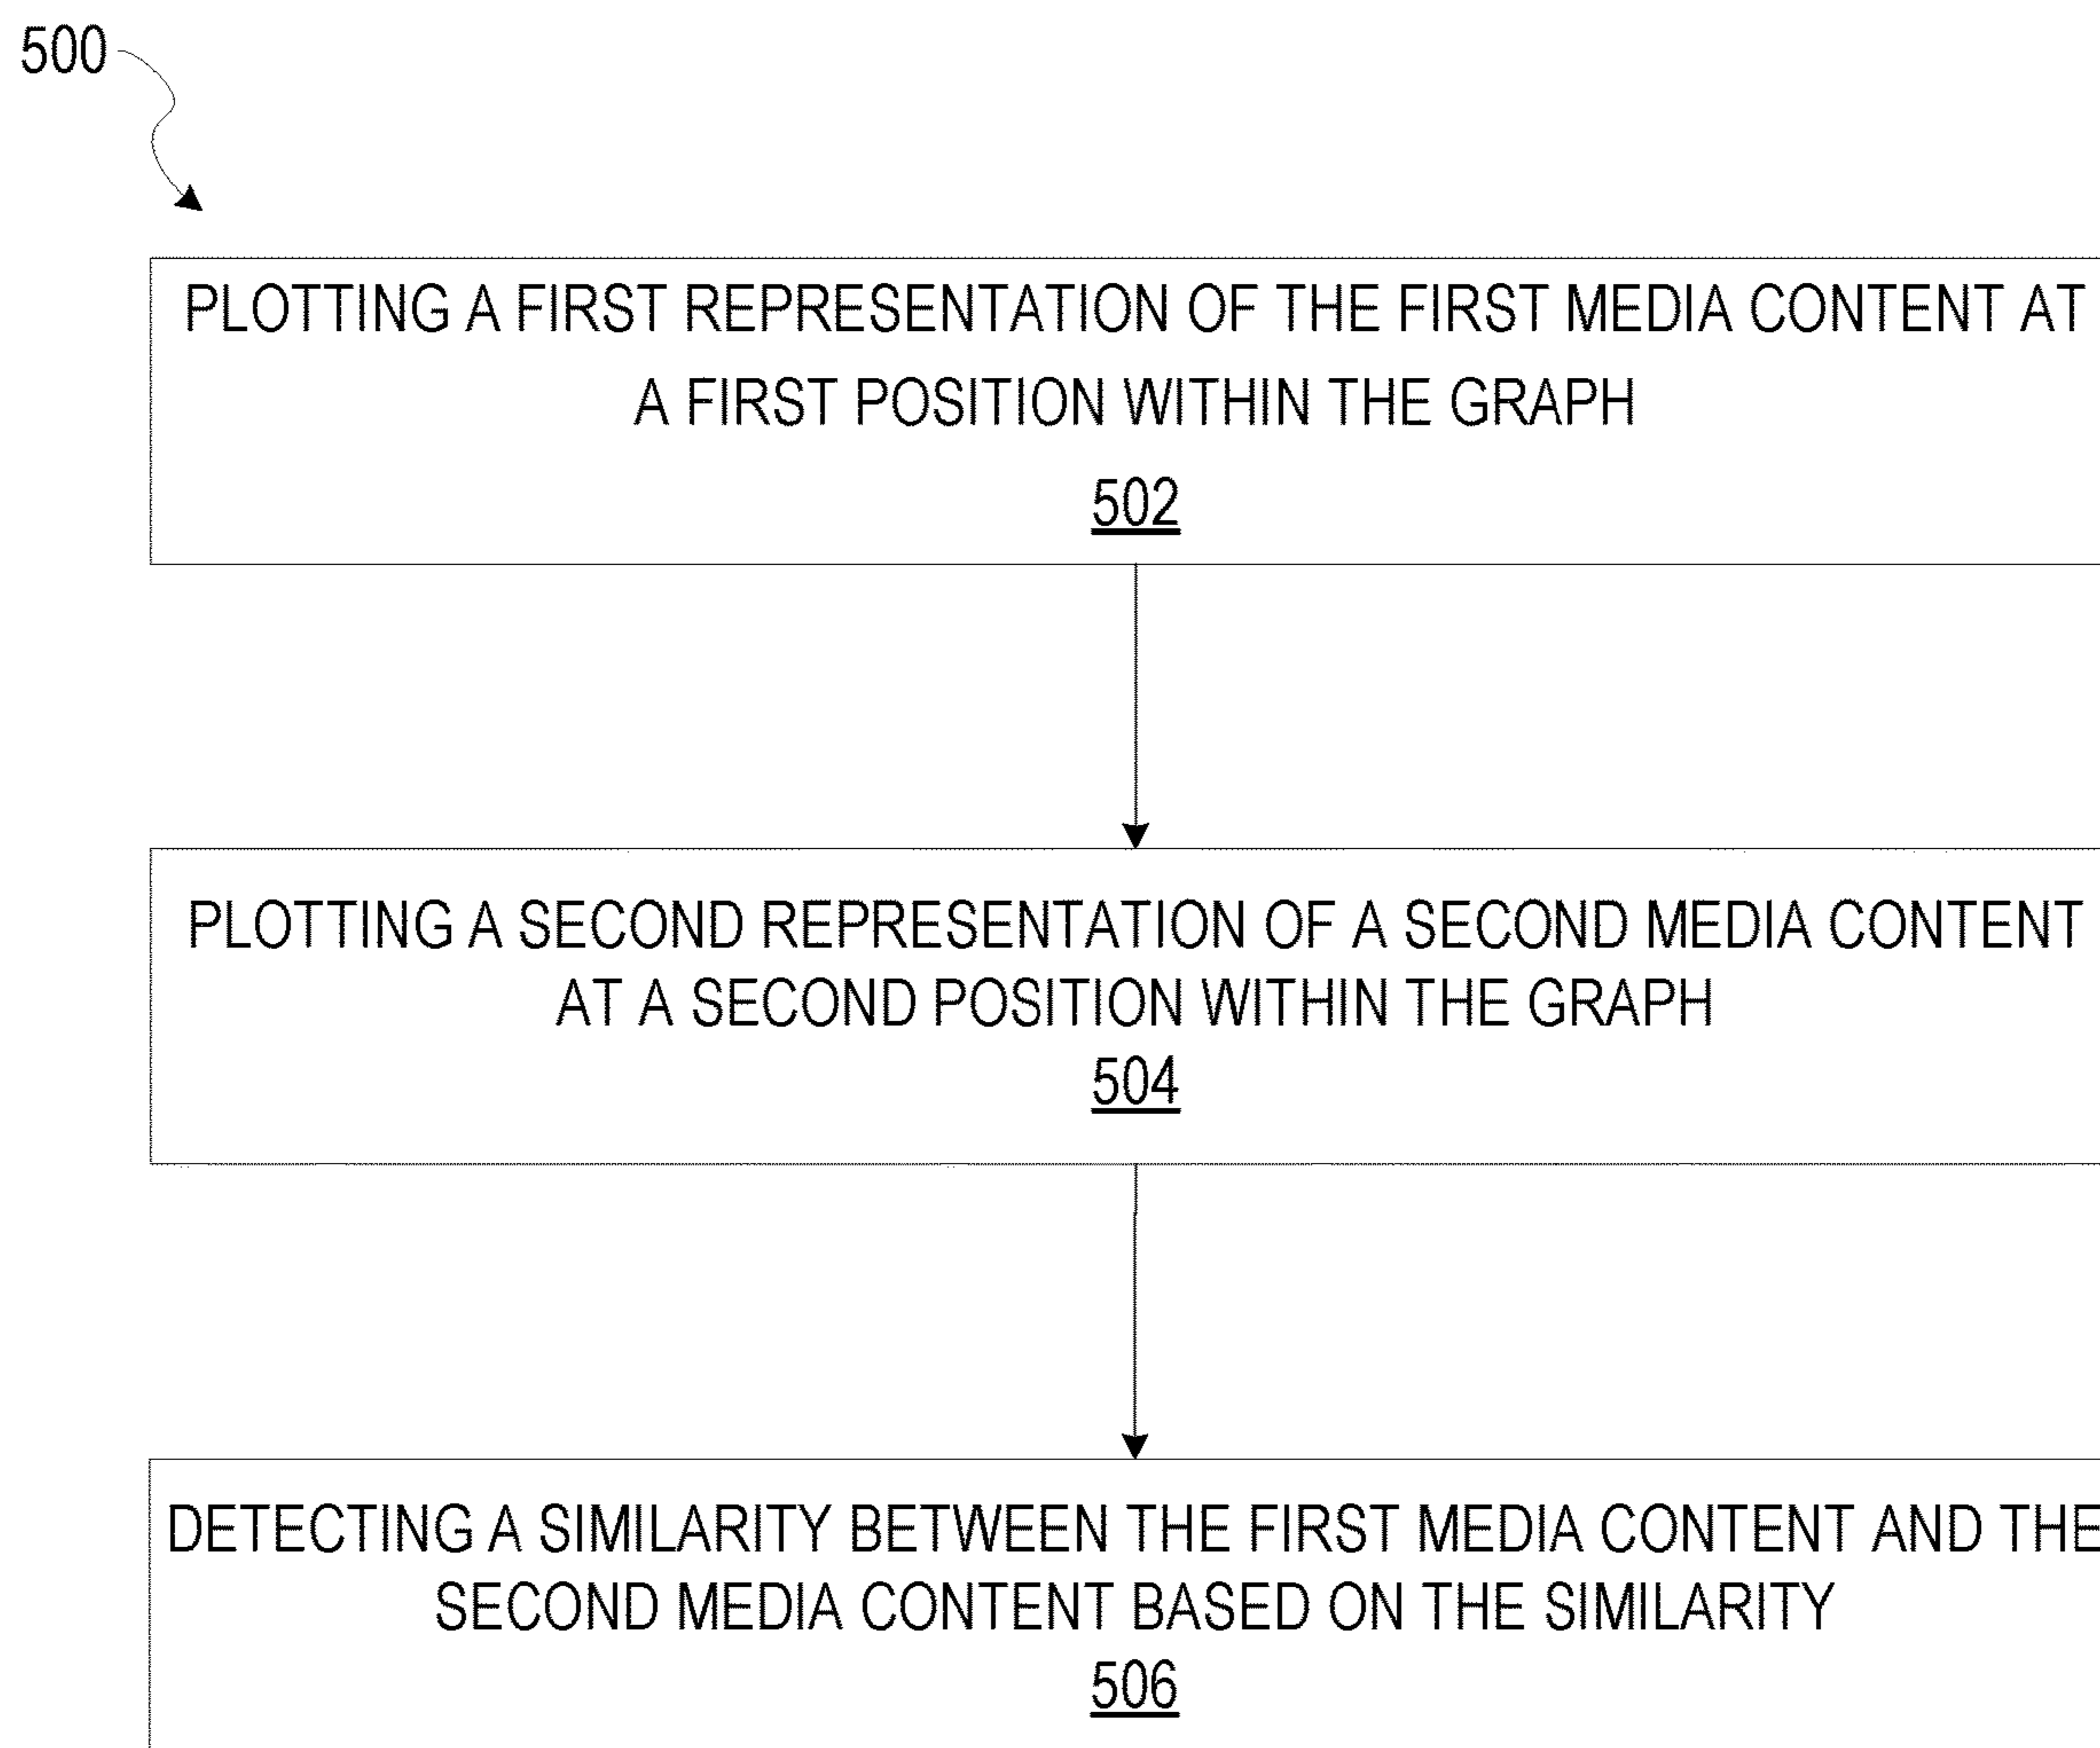 500
PLOTTING A FIRST REPRESENTATION OF THE FIRST MEDIA CONTENT AT
A FIRST POSITION WITHIN THE GRAPH
502
PLOTTING A SECOND REPRESENTATION OF A SECOND MEDIA CONTENT
AT A SECOND POSITION WITHIN THE GRAPH
504
DETECTING A SIMILARITY BETWEEN THE FIRST MEDIA CONTENT AND THE
SECOND MEDIA CONTENT BASED ON THE SIMILARITY
506